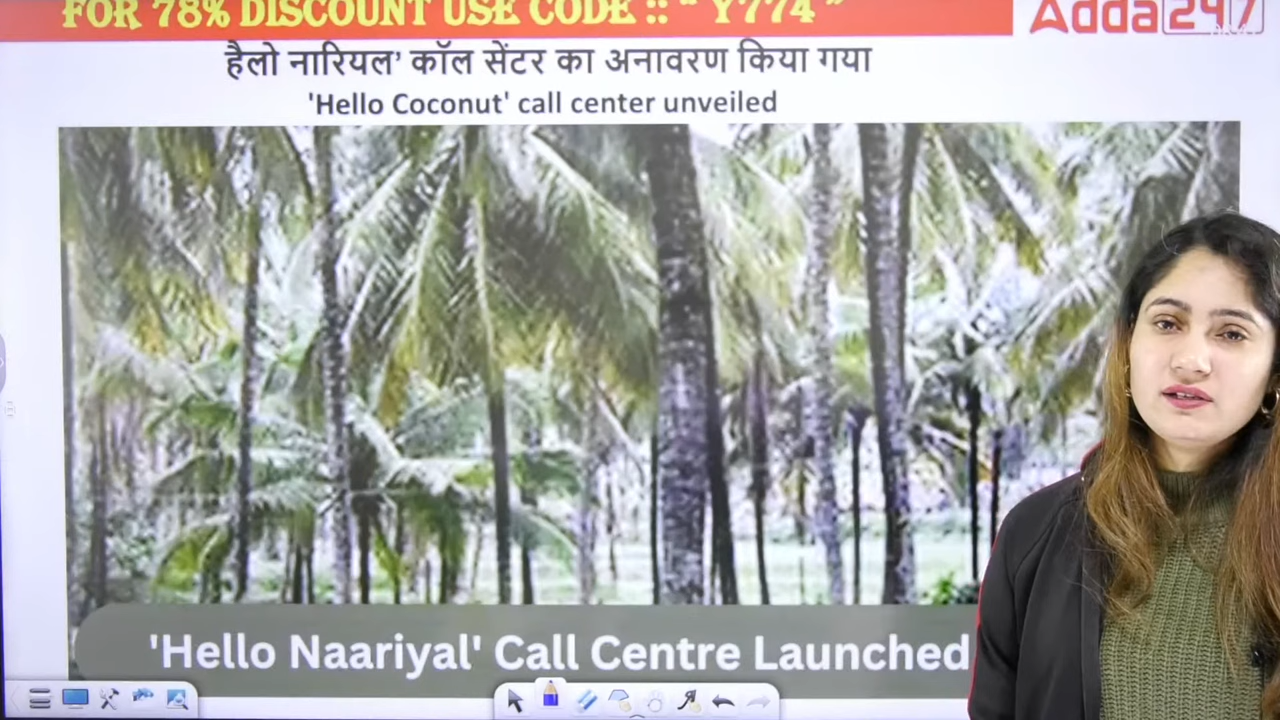 FOR 78% DISCOUNT USE CODE :: “ Y774 ”
Adda247
हैलो नारियल’ कॉल सेंटर का अनावरण किया गया
'Hello Coconut' call center unveiled
'Hello Naariyal' Call Centre Launched